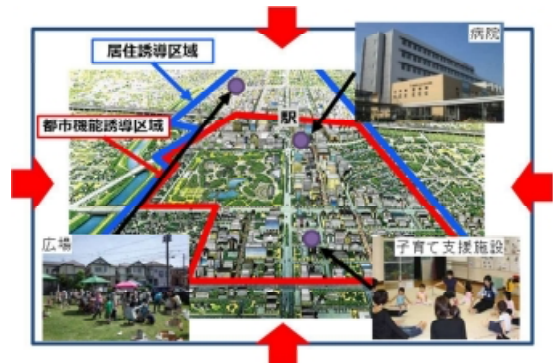 居住誘導区域
病院
駅
都市機能誘導区域
広場
子育て支援施設